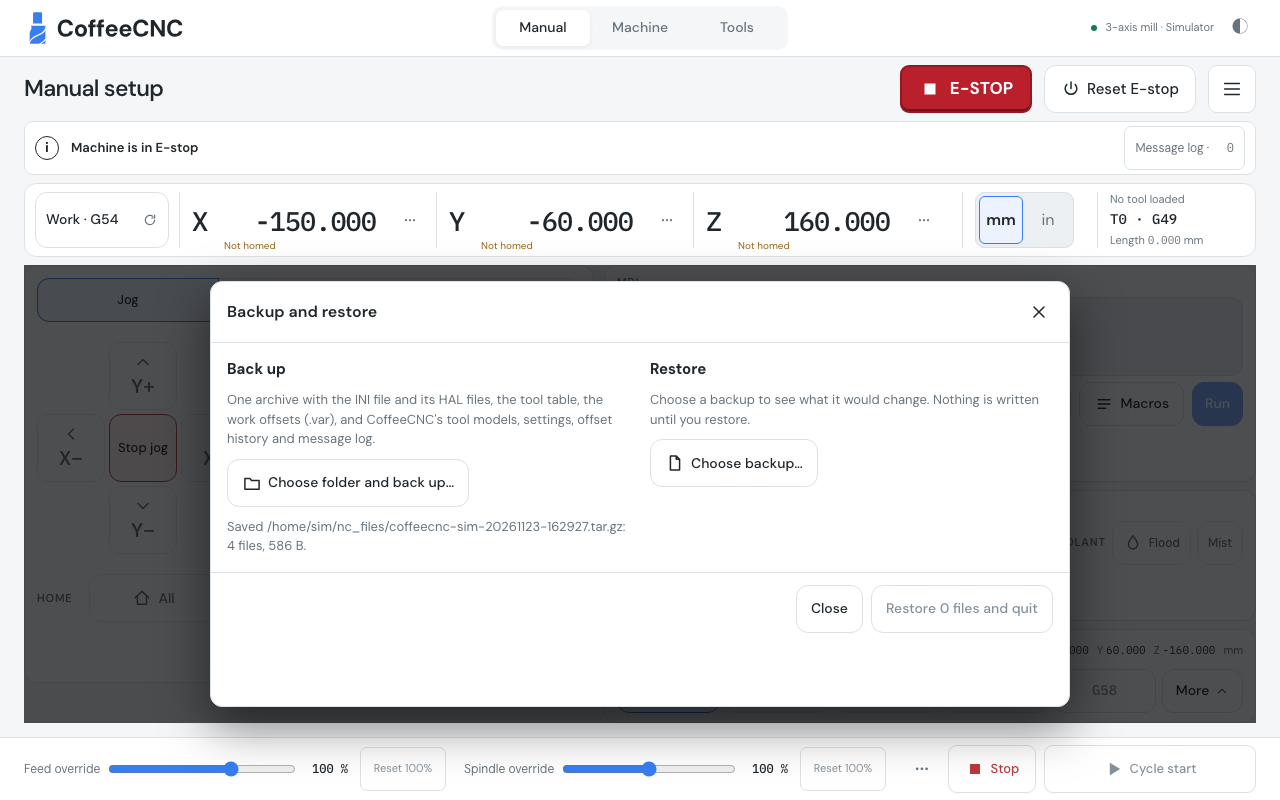 CoffeeCNC
Manual
Machine
Tools
3-axis mill · Simulator
Manual setup
E-STOP
Reset E-stop
Machine is in E-stop
Message log · 0
Work · G54
X -150.000 ...
Not homed
Y -60.000 ...
Not homed
Z 160.000 ...
Not homed
mm
in
No tool loaded
T0 · G49
Length 0.000 mm
Jog
Y+
X−
Stop jog
Y−
HOME
All
Macros
Run
Flood
Mist
Y 60.000 Z -160.000 mm
G58
More
Backup and restore
Back up
One archive with the INI file and its HAL files, the tool table, the
work offsets (.var), and CoffeeCNC's tool models, settings, offset
history and message log.
Choose folder and back up...
Saved /home/sim/nc_files/coffeecnc-sim-20261123-162927.tar.gz:
4 files, 586 B.
Restore
Choose a backup to see what it would change. Nothing is written
until you restore.
Choose backup...
Close
Restore 0 files and quit
Feed override
100 %
Reset 100%
Spindle override
100 %
Reset 100%
...
Stop
Cycle start